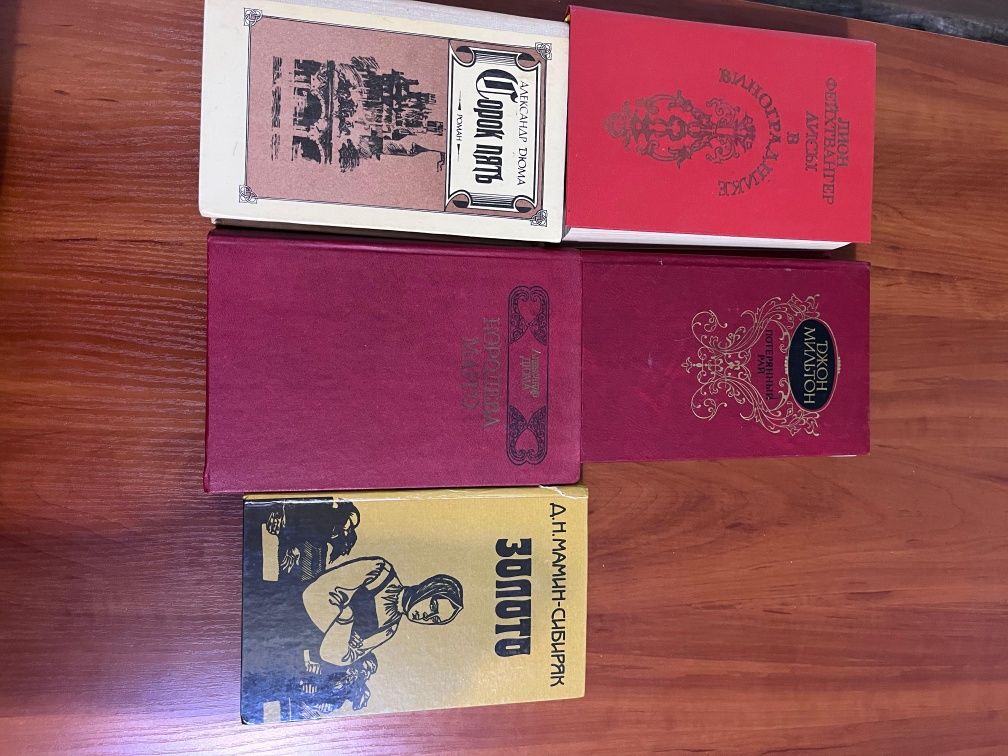 ЛИОН
ФЕЙХТВАНГЕР
ЛИСЫ
В
ВИНОГРАДНИКЕ
ДЖОН
МИЛЬТОН
ПОТЕРЯННЫЙ
РАЙ
АЛЕКСАНДР ДЮМА
Сорок пять
РОМАН
Александр
ДЮМА
КОРОЛЕВА
МАРГО
Д.Н.МАМИН-СИБИРЯК
ЗОЛОТО